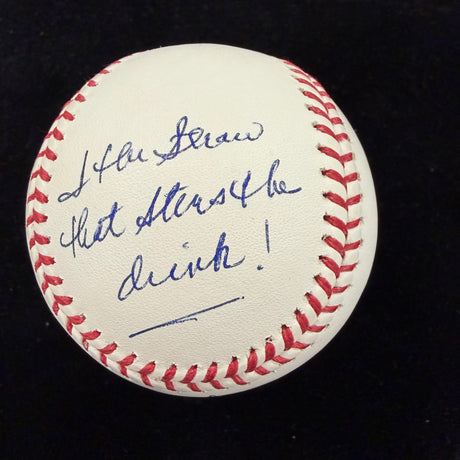 I the Straw
that Stirs the
drink!